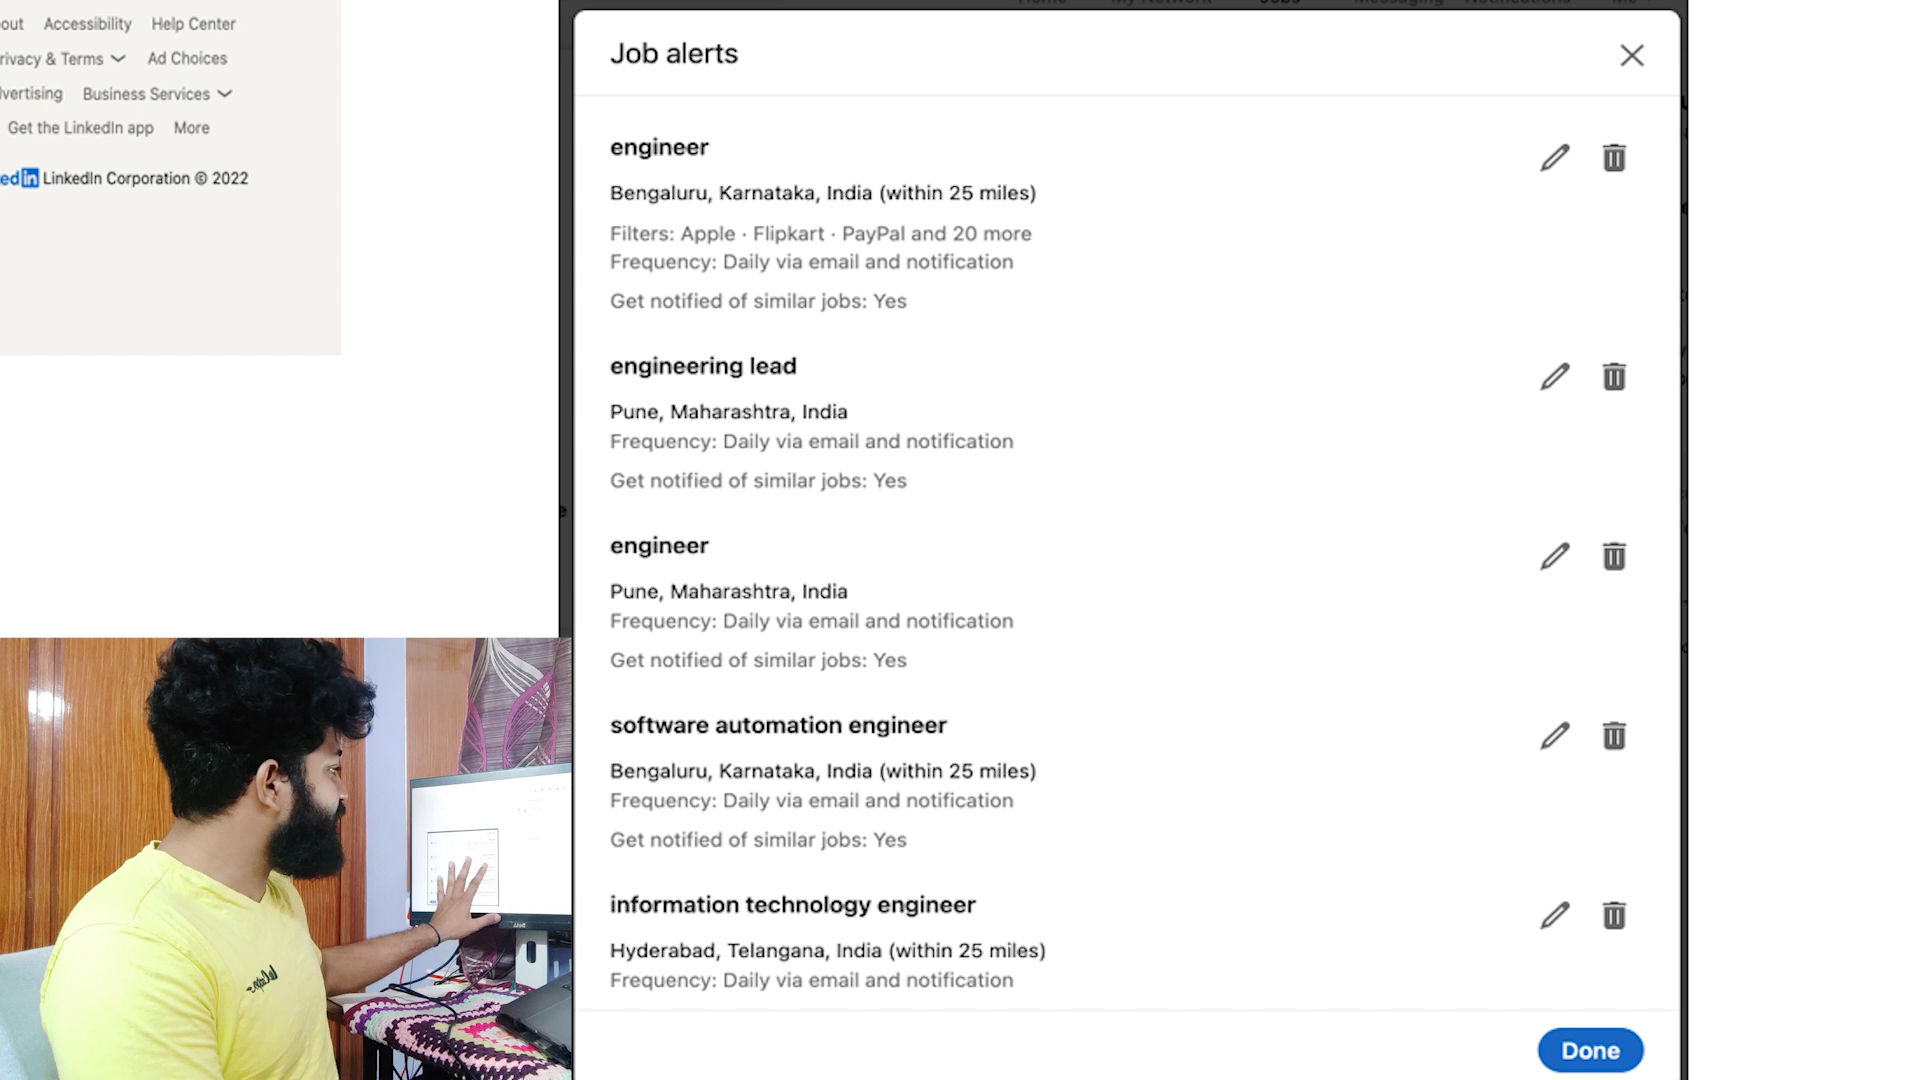 Accessibility Help Center
Privacy & Terms Ad Choices
Advertising Business Services
Get the LinkedIn app More
LinkedIn Corporation © 2022
Job alerts
engineer
Bengaluru, Karnataka, India (within 25 miles)
Filters: Apple · Flipkart · PayPal and 20 more
Frequency: Daily via email and notification
Get notified of similar jobs: Yes
engineering lead
Pune, Maharashtra, India
Frequency: Daily via email and notification
Get notified of similar jobs: Yes
engineer
Pune, Maharashtra, India
Frequency: Daily via email and notification
Get notified of similar jobs: Yes
software automation engineer
Bengaluru, Karnataka, India (within 25 miles)
Frequency: Daily via email and notification
Get notified of similar jobs: Yes
information technology engineer
Hyderabad, Telangana, India (within 25 miles)
Frequency: Daily via email and notification
Done